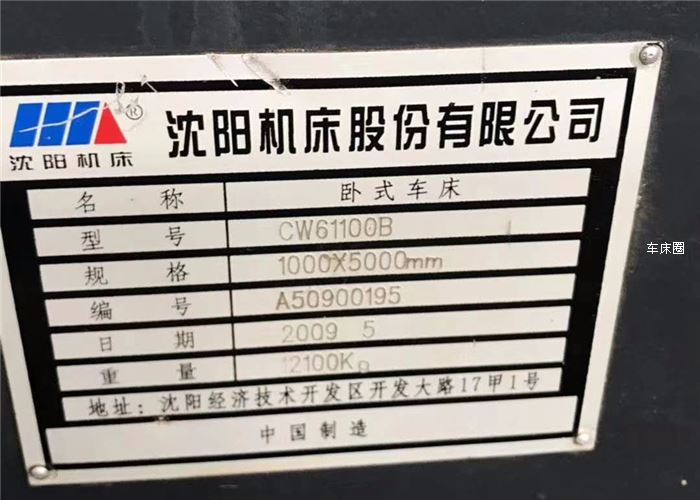 沈阳机床股份有限公司
®
沈阳机床
名 称 卧式车床
型 号 CW61100B
规 格 1000X5000mm
编 号 A50900195
日 期 2009 5
重 量 12100Kg
地址：沈阳经济技术开发区开发大路17甲1号
中国制造
车床圈